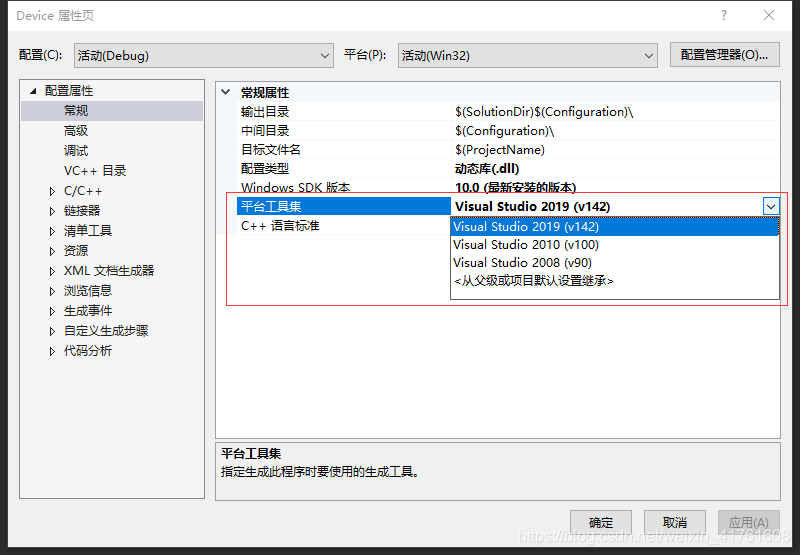 Device 属性页
配置(C): 活动(Debug) 平台(P): 活动(Win32) 配置管理器(O)...
配置属性
常规
高级
调试
VC++ 目录
C/C++
链接器
清单工具
资源
XML 文档生成器
浏览信息
生成事件
自定义生成步骤
代码分析
常规属性
输出目录 $(SolutionDir)$(Configuration)\
中间目录 $(Configuration)\
目标文件名 $(ProjectName)
配置类型 动态库(.dll)
Windows SDK 版本 10.0 (最新安装的版本)
平台工具集 Visual Studio 2019 (v142)
C++ 语言标准
Visual Studio 2019 (v142)
Visual Studio 2010 (v100)
Visual Studio 2008 (v90)
<从父级或项目默认设置继承>
平台工具集
指定生成此程序时要使用的生成工具。
确定 取消 应用(A)
https://blog.csdn.net/weixin_41761608